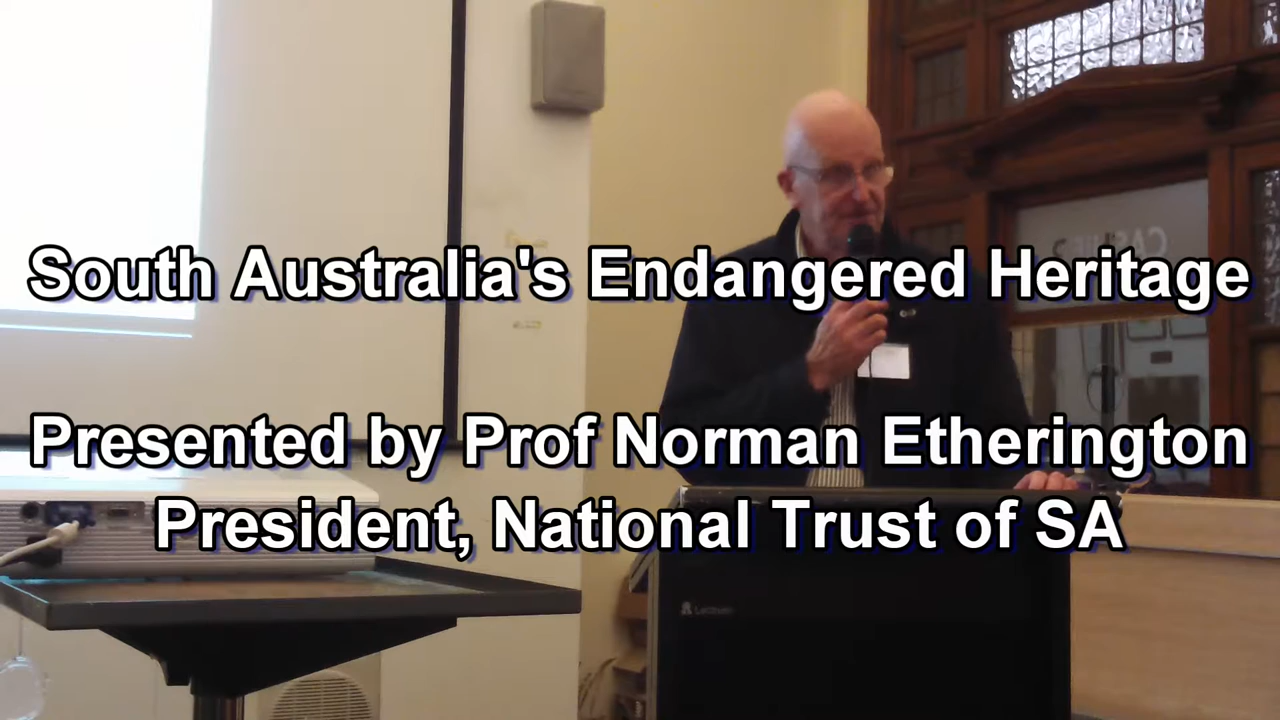 South Australia's Endangered Heritage
Presented by Prof Norman Etherington
President, National Trust of SA